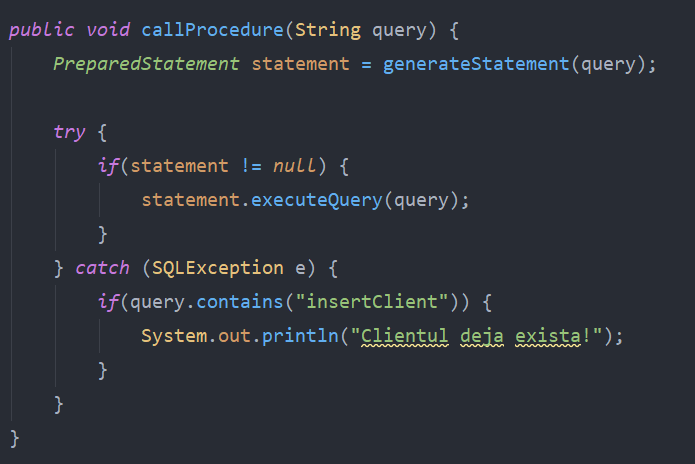 public void callProcedure(String query) {
    PreparedStatement statement = generateStatement(query);

    try {
        if(statement != null) {
            statement.executeQuery(query);
        }
    } catch (SQLException e) {
        if(query.contains("insertClient")) {
            System.out.println("Clientul deja exista!");
        }
    }
}